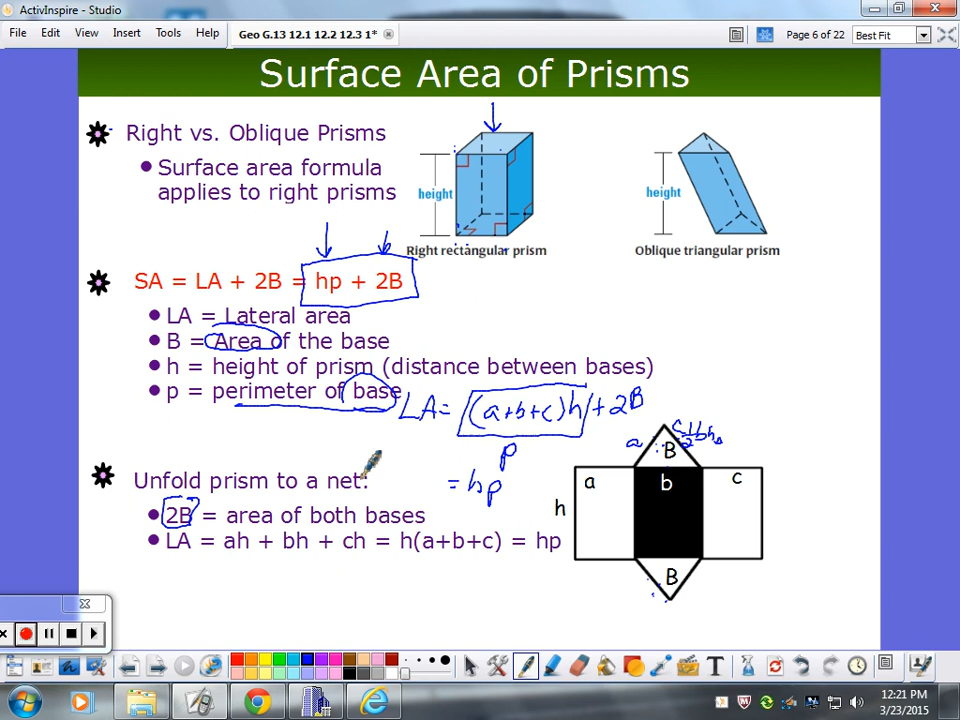 ActivInspire - Studio
File Edit View Insert Tools Help Geo G.13 12.1 12.2 12.3 1* Page 6 of 22 Best Fit
Surface Area of Prisms
Right vs. Oblique Prisms
Surface area formula
applies to right prisms
height
Right rectangular prism
height
Oblique triangular prism
SA = LA + 2B = hp + 2B
LA = Lateral area
B = Area of the base
h = height of prism (distance between bases)
p = perimeter of base
LA= (a+b+c)h + 2B
p
= hp
Unfold prism to a net:
2B = area of both bases
LA = ah + bh + ch = h(a+b+c) = hp
a c
B
a b c
h
B
12:21 PM
3/23/2015